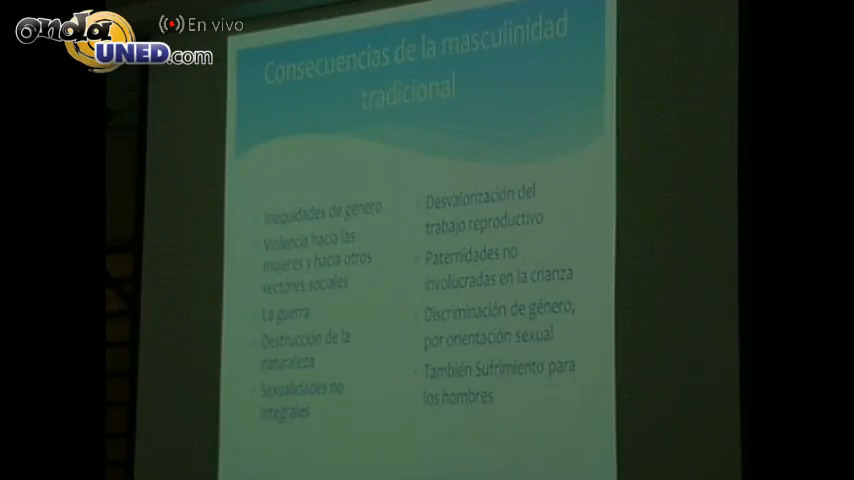 onda
UNED.com
En vivo
Consecuencias de la masculinidad
tradicional
Inequidades de género
Violencia hacia las
mujeres y hacia otros
sectores sociales
La guerra
Destrucción de la
naturaleza
Sexualidades no
integrales
Desvalorización del
trabajo reproductivo
Paternidades no
involucradas en la crianza
Discriminación de género,
por orientación sexual
También Sufrimiento para
los hombres